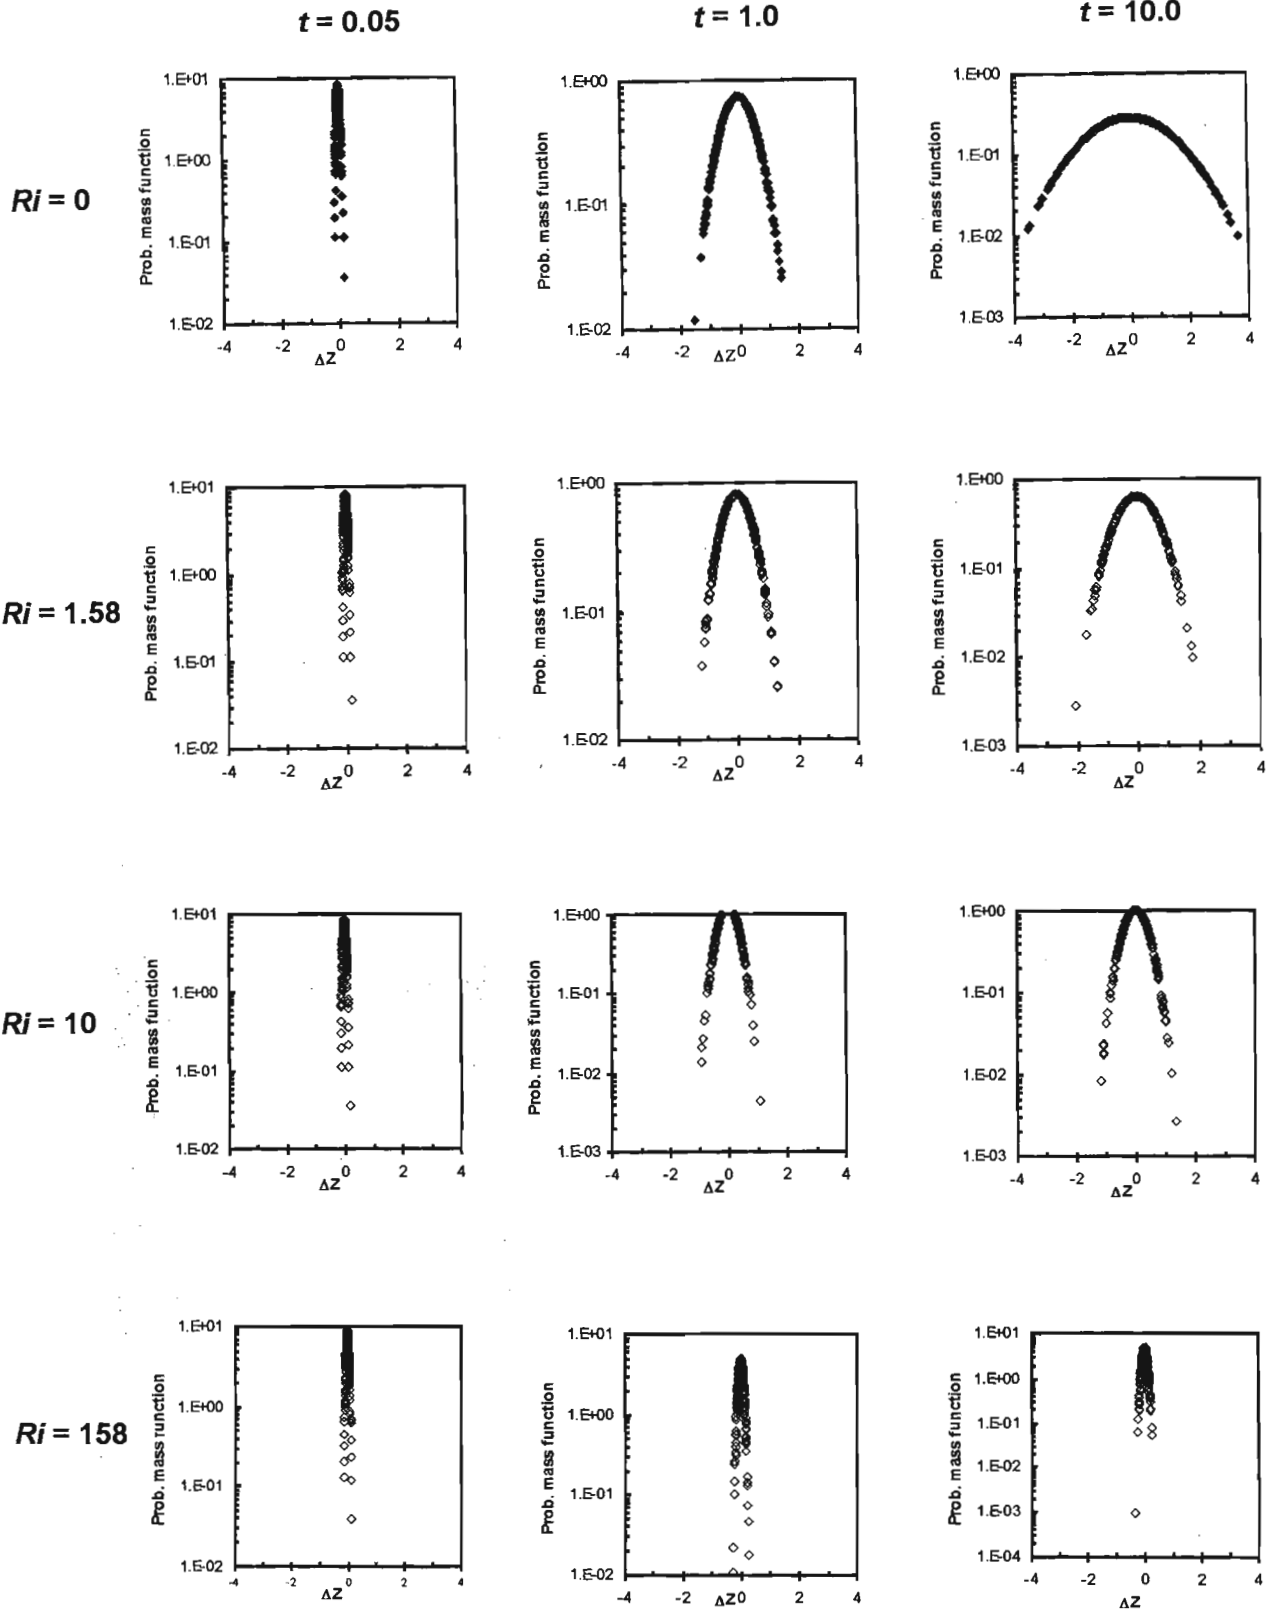 t = 0.05
t = 1.0
t = 10.0
Ri = 0
Prob. mass function
1.E+01
1.E+00
1.E-01
1.E-02
-4 -2 0 2 4
ΔZ
Prob. mass function
1.E+00
1.E-01
1.E-02
-4 -2 0 2 4
ΔZ
Prob. mass function
1.E+00
1.E-01
1.E-02
1.E-03
-4 -2 0 2 4
ΔZ
Ri = 1.58
Prob. mass function
1.E+01
1.E+00
1.E-01
1.E-02
-4 -2 0 2 4
ΔZ
Prob. mass function
1.E+00
1.E-01
1.E-02
-4 -2 0 2 4
ΔZ
Prob. mass function
1.E+00
1.E-01
1.E-02
1.E-03
-4 -2 0 2 4
ΔZ
Ri = 10
Prob. mass function
1.E+01
1.E+00
1.E-01
1.E-02
-4 -2 0 2 4
ΔZ
Prob. mass function
1.E+00
1.E-01
1.E-02
1.E-03
-4 -2 0 2 4
ΔZ
Prob. mass function
1.E+00
1.E-01
1.E-02
1.E-03
-4 -2 0 2 4
ΔZ
Ri = 158
Prob. mass function
1.E+01
1.E+00
1.E-01
1.E-02
-4 -2 0 2 4
ΔZ
Prob. mass function
1.E+01
1.E+00
1.E-01
1.E-02
-4 -2 0 2 4
ΔZ
Prob. mass function
1.E+01
1.E+00
1.E-01
1.E-02
1.E-03
1.E-04
-4 -2 0 2 4
ΔZ